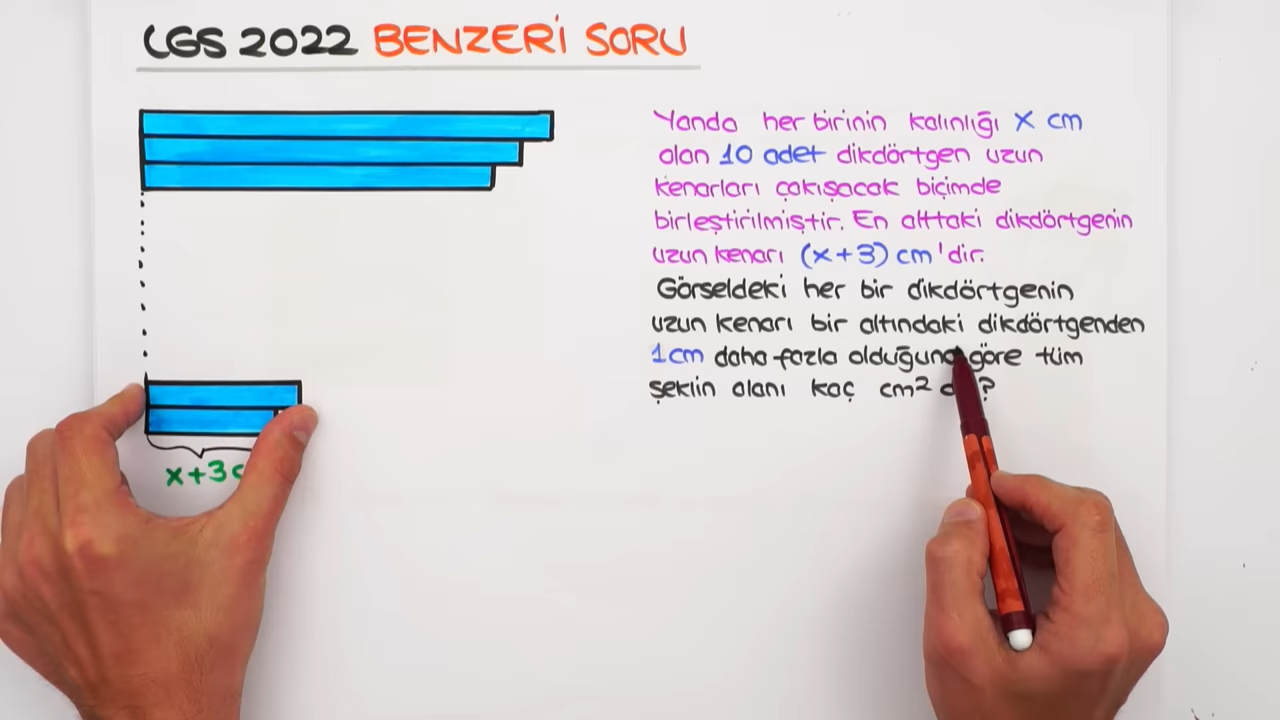 LGS 2022 BENZERİ SORU
Yanda her birinin kalınlığı x cm
olan 10 adet dikdörtgen uzun
kenarları çakışacak biçimde
birleştirilmiştir. En alttaki dikdörtgenin
uzun kenarı (x+3) cm'dir.
Görseldeki her bir dikdörtgenin
uzun kenarı bir altındaki dikdörtgenden
1cm daha fazla olduğuna göre tüm
şeklin alanı kaç cm² ?
x+3